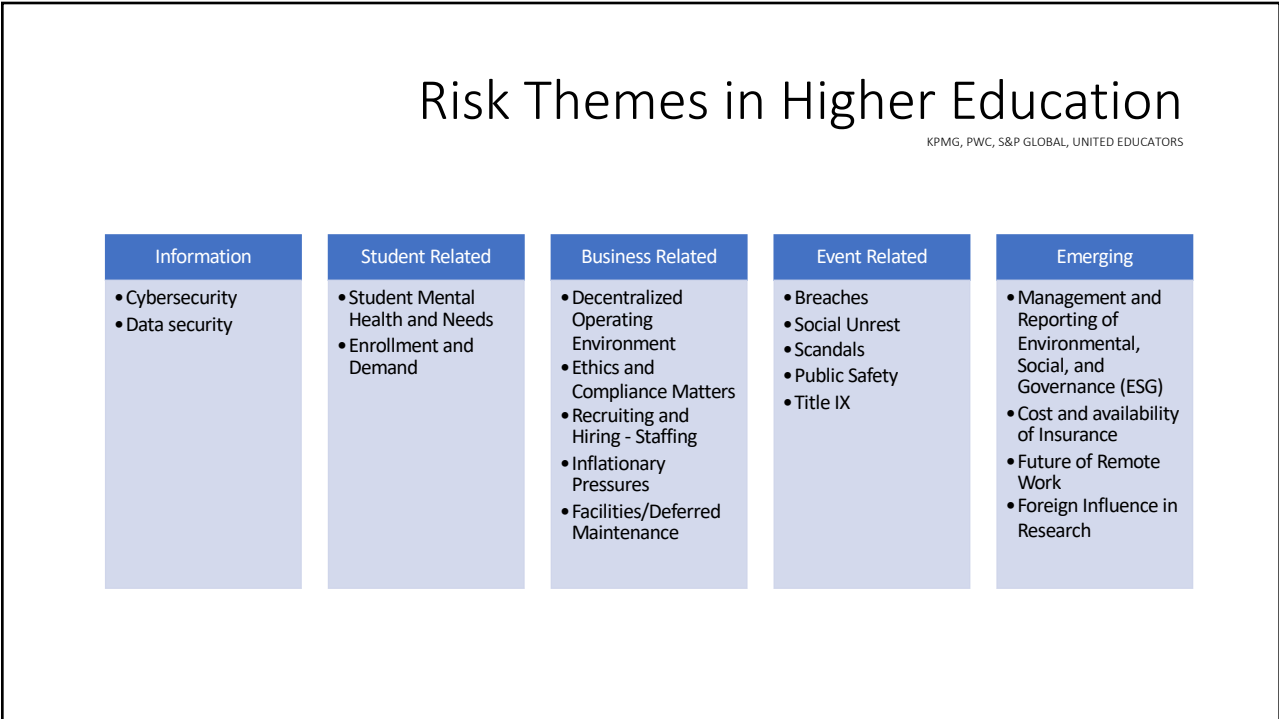 Risk Themes in Higher Education
KPMG, PWC, S&P GLOBAL, UNITED EDUCATORS
Information
•Cybersecurity
•Data security
Student Related
•Student Mental
Health and Needs
•Enrollment and
Demand
Business Related
•Decentralized
Operating
Environment
•Ethics and
Compliance Matters
•Recruiting and
Hiring - Staffing
•Inflationary
Pressures
•Facilities/Deferred
Maintenance
Event Related
•Breaches
•Social Unrest
•Scandals
•Public Safety
•Title IX
Emerging
•Management and
Reporting of
Environmental,
Social, and
Governance (ESG)
•Cost and availability
of Insurance
•Future of Remote
Work
•Foreign Influence in
Research